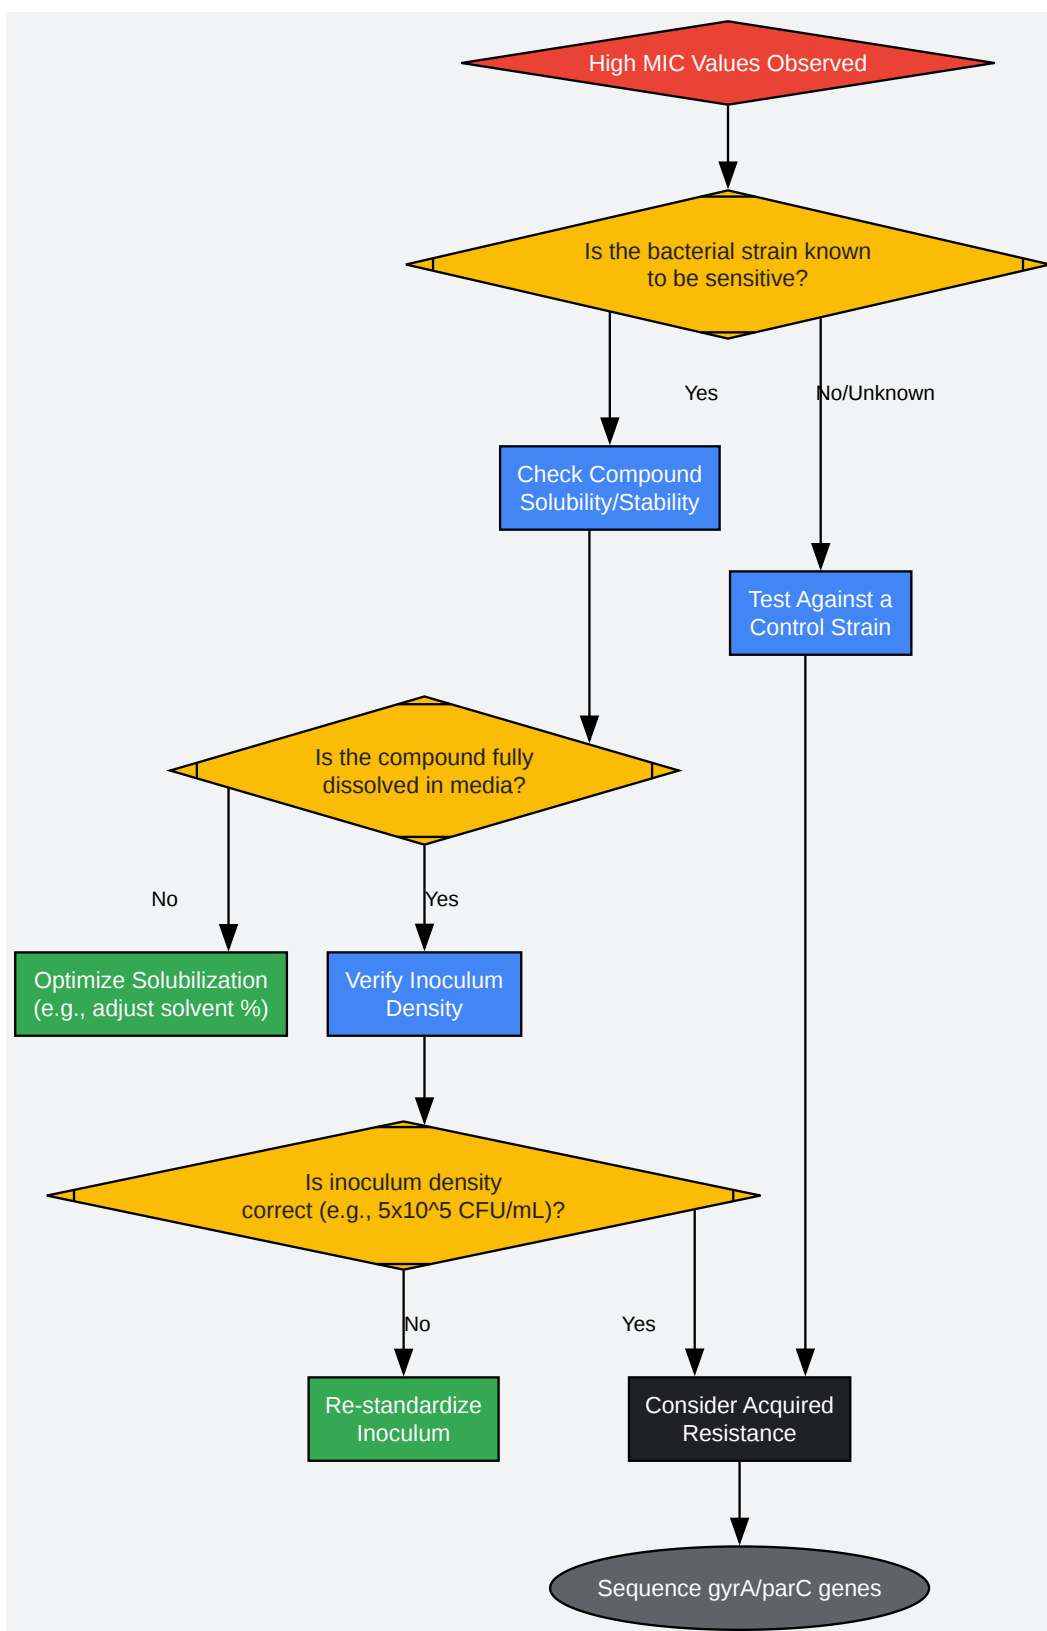 High MIC Values Observed
Is the bacterial strain known
to be sensitive?
Yes
No/Unknown
Check Compound
Solubility/Stability
Test Against a
Control Strain
Is the compound fully
dissolved in media?
No
Yes
Optimize Solubilization
(e.g., adjust solvent %)
Verify Inoculum
Density
Is inoculum density
correct (e.g., 5x10^5 CFU/mL)?
No
Yes
Re-standardize
Inoculum
Consider Acquired
Resistance
Sequence gyrA/parC genes